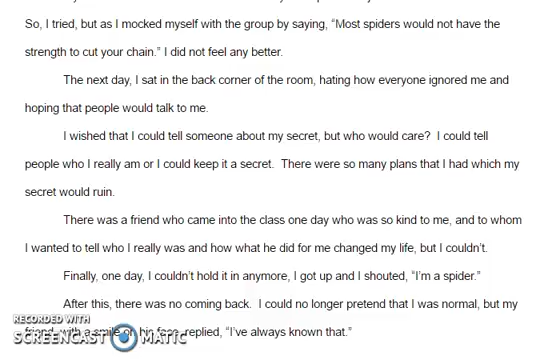 So, I tried, but as I mocked myself with the group by saying, “Most spiders would not have the
strength to cut your chain.” I did not feel any better.
The next day, I sat in the back corner of the room, hating how everyone ignored me and
hoping that people would talk to me.
I wished that I could tell someone about my secret, but who would care?  I could tell
people who I really am or I could keep it a secret.  There were so many plans that I had which my
secret would ruin.
There was a friend who came into the class one day who was so kind to me, and to whom
I wanted to tell who I really was and how what he did for me changed my life, but I couldn’t.
Finally, one day, I couldn’t hold it in anymore, I got up and I shouted, “I’m a spider.”
After this, there was no coming back.  I could no longer pretend that I was normal, but my
friend, with a smile on his face, replied, “I’ve always known that.”
RECORDED WITH
SCREENCAST MATIC